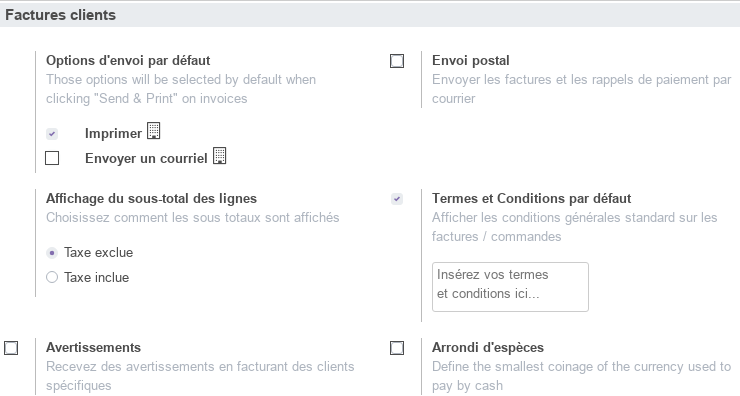 Factures clients
Options d'envoi par défaut
Those options will be selected by default when
clicking "Send & Print" on invoices
Imprimer
Envoyer un courriel
Envoi postal
Envoyer les factures et les rappels de paiement par
courrier
Affichage du sous-total des lignes
Choisissez comment les sous totaux sont affichés
Taxe exclue
Taxe inclue
Termes et Conditions par défaut
Afficher les conditions générales standard sur les
factures / commandes
Insérez vos termes
et conditions ici...
Avertissements
Recevez des avertissements en facturant des clients
spécifiques
Arrondi d'espèces
Define the smallest coinage of the currency used to
pay by cash